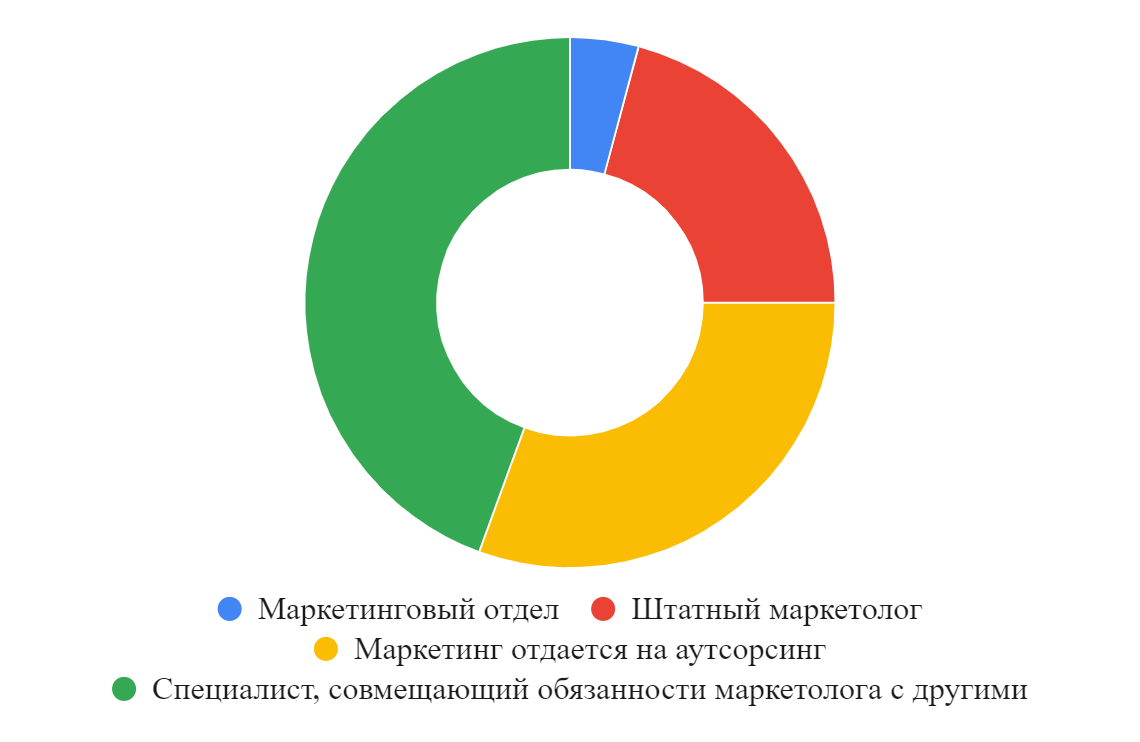 Маркетинговый отдел Штатный маркетолог
Маркетинг отдается на аутсорсинг
Специалист, совмещающий обязанности маркетолога с другими